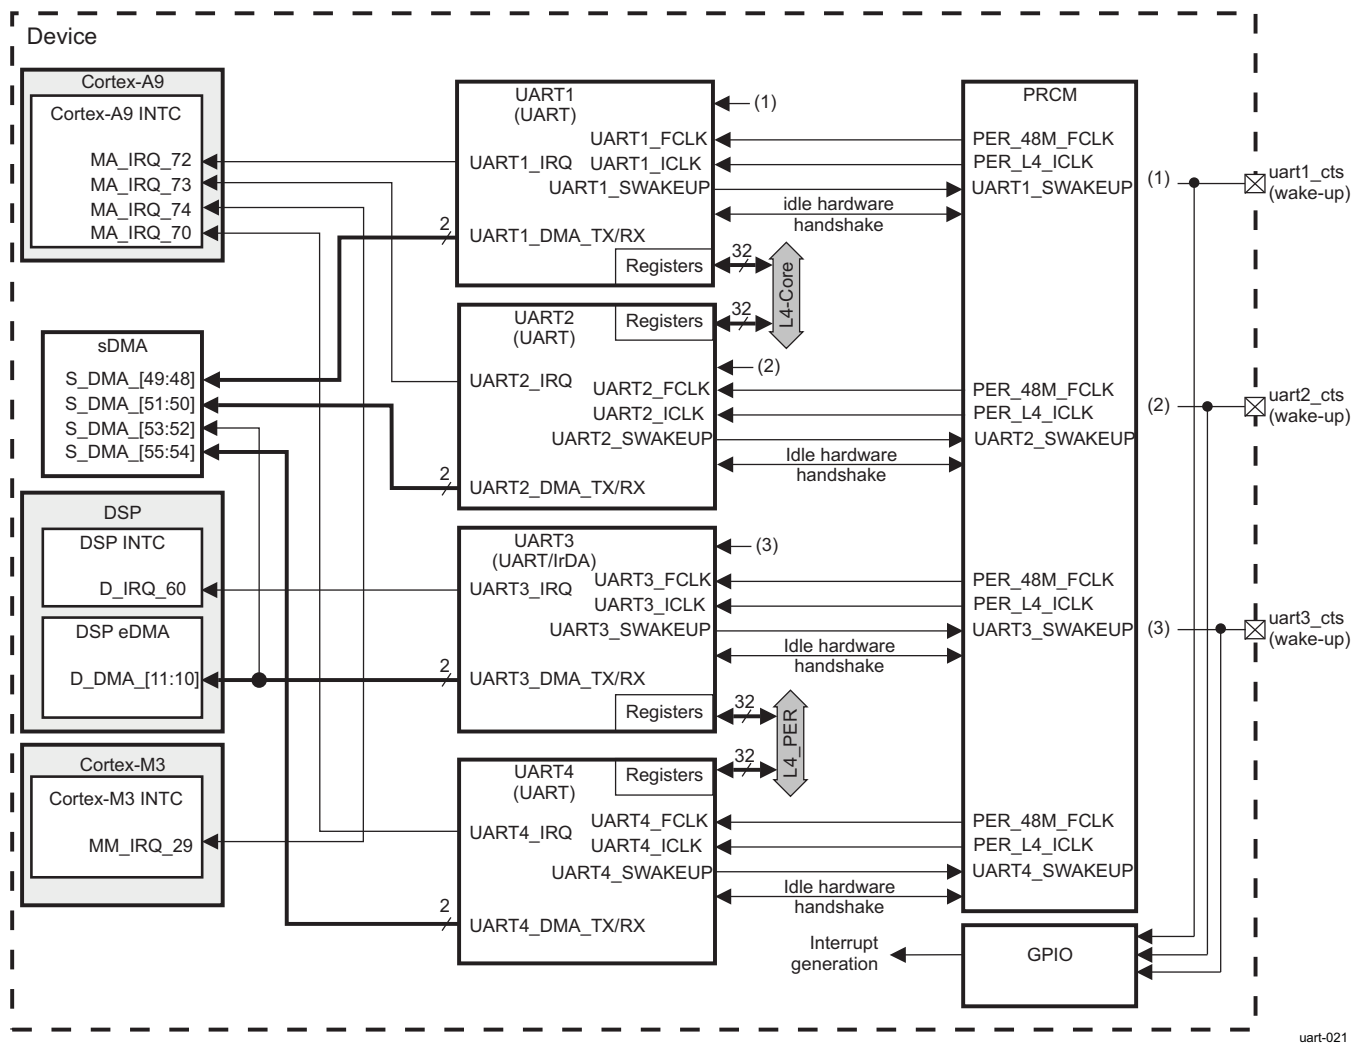 Device
Cortex-A9
Cortex-A9 INTC
MA_IRQ_72
MA_IRQ_73
MA_IRQ_74
MA_IRQ_70
sDMA
S_DMA_[49:48]
S_DMA_[51:50]
S_DMA_[53:52]
S_DMA_[55:54]
DSP
DSP INTC
D_IRQ_60
DSP eDMA
D_DMA_[11:10]
Cortex-M3
Cortex-M3 INTC
MM_IRQ_29
UART1
(UART)
(1)
UART1_FCLK
UART1_IRQ UART1_ICLK
UART1_SWAKEUP
2
UART1_DMA_TX/RX
Registers
32
idle hardware
handshake
L4-Core
UART2
(UART)
Registers
32
(2)
UART2_IRQ
UART2_FCLK
UART2_ICLK
UART2_SWAKEUP
2
UART2_DMA_TX/RX
Idle hardware
handshake
UART3
(UART/IrDA)
(3)
UART3_IRQ UART3_FCLK
UART3_ICLK
UART3_SWAKEUP
2
UART3_DMA_TX/RX
Registers
32
Idle hardware
handshake
L4_PER
UART4
(UART)
Registers
32
UART4_IRQ
UART4_FCLK
UART4_ICLK
UART4_SWAKEUP
2
UART4_DMA_TX/RX
Idle hardware
handshake
PRCM
PER_48M_FCLK
PER_L4_ICLK
UART1_SWAKEUP
PER_48M_FCLK
PER_L4_ICLK
UART2_SWAKEUP
PER_48M_FCLK
PER_L4_ICLK
UART3_SWAKEUP
PER_48M_FCLK
PER_L4_ICLK
UART4_SWAKEUP
Interrupt
generation
GPIO
(1)
uart1_cts
(wake-up)
(2)
uart2_cts
(wake-up)
(3)
uart3_cts
(wake-up)
uart-021